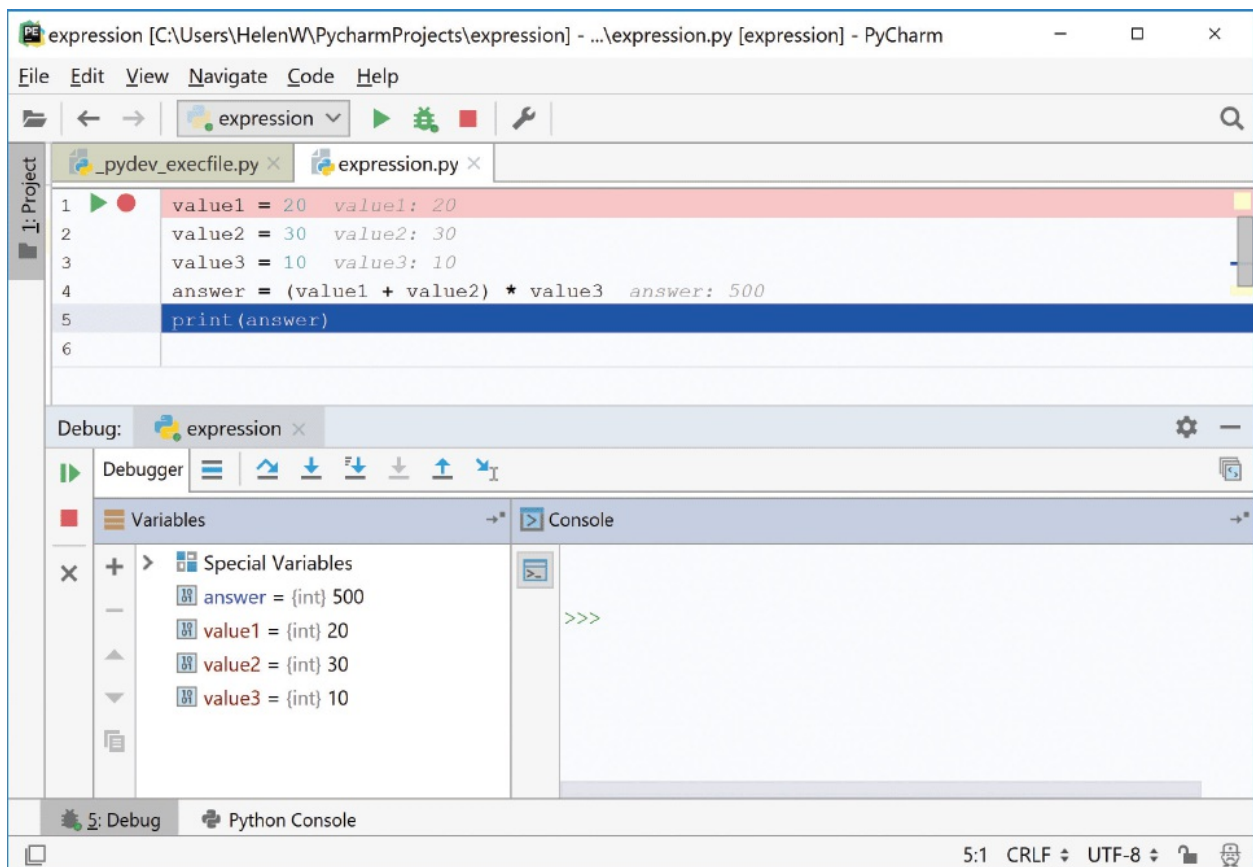 expression [C:\Users\HelenW\PycharmProjects\expression] - ...\expression.py [expression] - PyCharm
File Edit View Navigate Code Help
expression
1: Project
_pydev_execfile.py expression.py
1 value1 = 20 value1: 20
2 value2 = 30 value2: 30
3 value3 = 10 value3: 10
4 answer = (value1 + value2) * value3 answer: 500
5 print(answer)
6
Debug: expression
Debugger
Variables
Console
Special Variables
answer = {int} 500
value1 = {int} 20
value2 = {int} 30
value3 = {int} 10
>>>
5: Debug Python Console
5:1 CRLF UTF-8